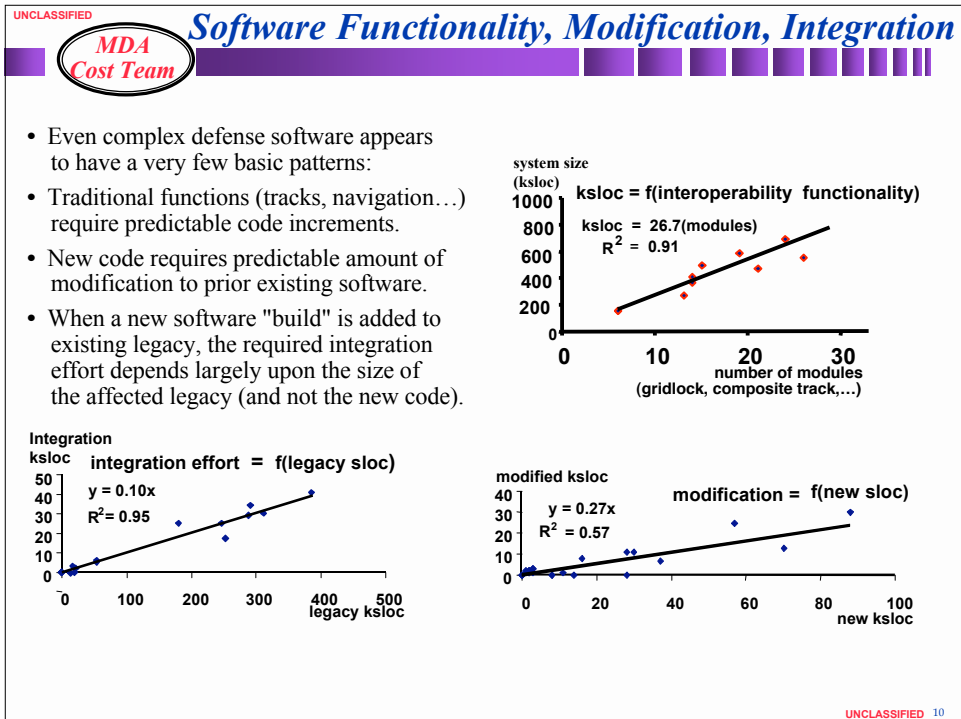 UNCLASSIFIED
Software Functionality, Modification, Integration
MDA
Cost Team
• Even complex defense software appears
to have a very few basic patterns:
• Traditional functions (tracks, navigation…)
require predictable code increments.
• New code requires predictable amount of
modification to prior existing software.
• When a new software "build" is added to
existing legacy, the required integration
effort depends largely upon the size of
the affected legacy (and not the new code).
system size
(ksloc)
ksloc = f(interoperability functionality)
ksloc = 26.7(modules)
R2 = 0.91
1000
800
600
400
200
0
0 10 20 30
number of modules
(gridlock, composite track,…)
Integration
ksloc
integration effort = f(legacy sloc)
y = 0.10x
R2= 0.95
50
40
30
20
10
0
0 100 200 300 400 500
legacy ksloc
modified ksloc
modification = f(new sloc)
y = 0.27x
R2 = 0.57
40
30
20
10
0
0 20 40 60 80 100
new ksloc
UNCLASSIFIED 10